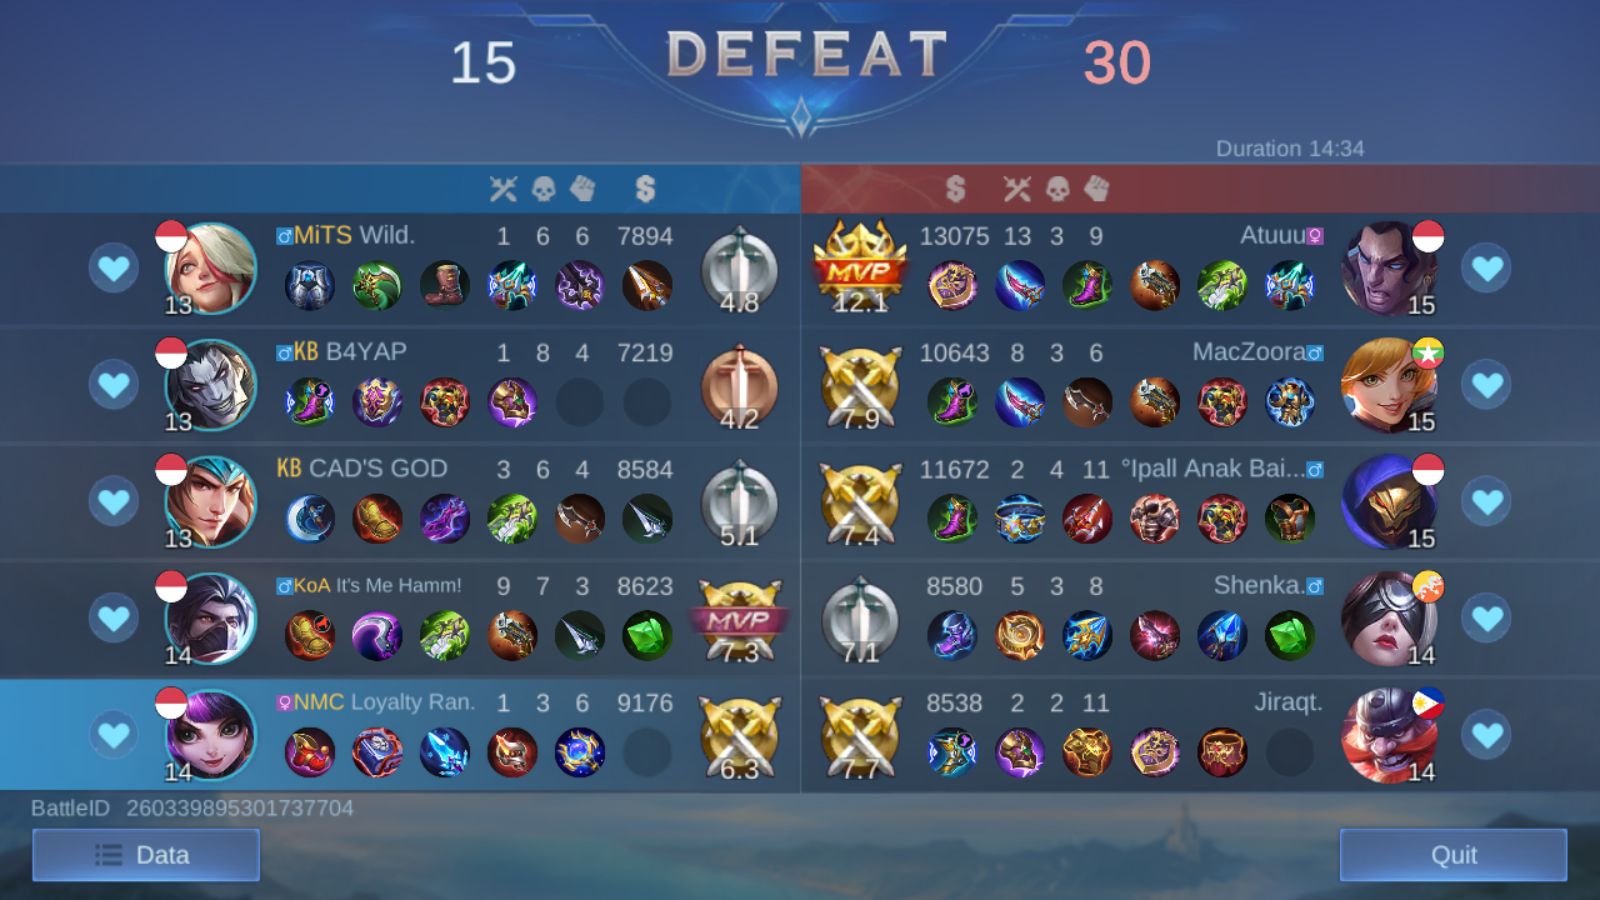 15 DEFEAT 30
Duration 14:34
MiTS Wild. 1 6 6 7894
13 4.8
MVP 12.1 13075 13 3 9 Atuuu
15
KB B4YAP 1 8 4 7219
13 4.2
10643 8 3 6 MacZoora
7.9 15
KB CAD'S GOD 3 6 4 8584
13 5.1
11672 2 4 11 °Ipall Anak Bai...
7.4 15
KoA It's Me Hamm! 9 7 3 8623
14 MVP 7.3
8580 5 3 8 Shenka.
7.1 14
NMC Loyalty Ran. 1 3 6 9176
14 6.3
8538 2 2 11 Jiraqt.
7.7 14
BattleID 260339895301737704
Data
Quit